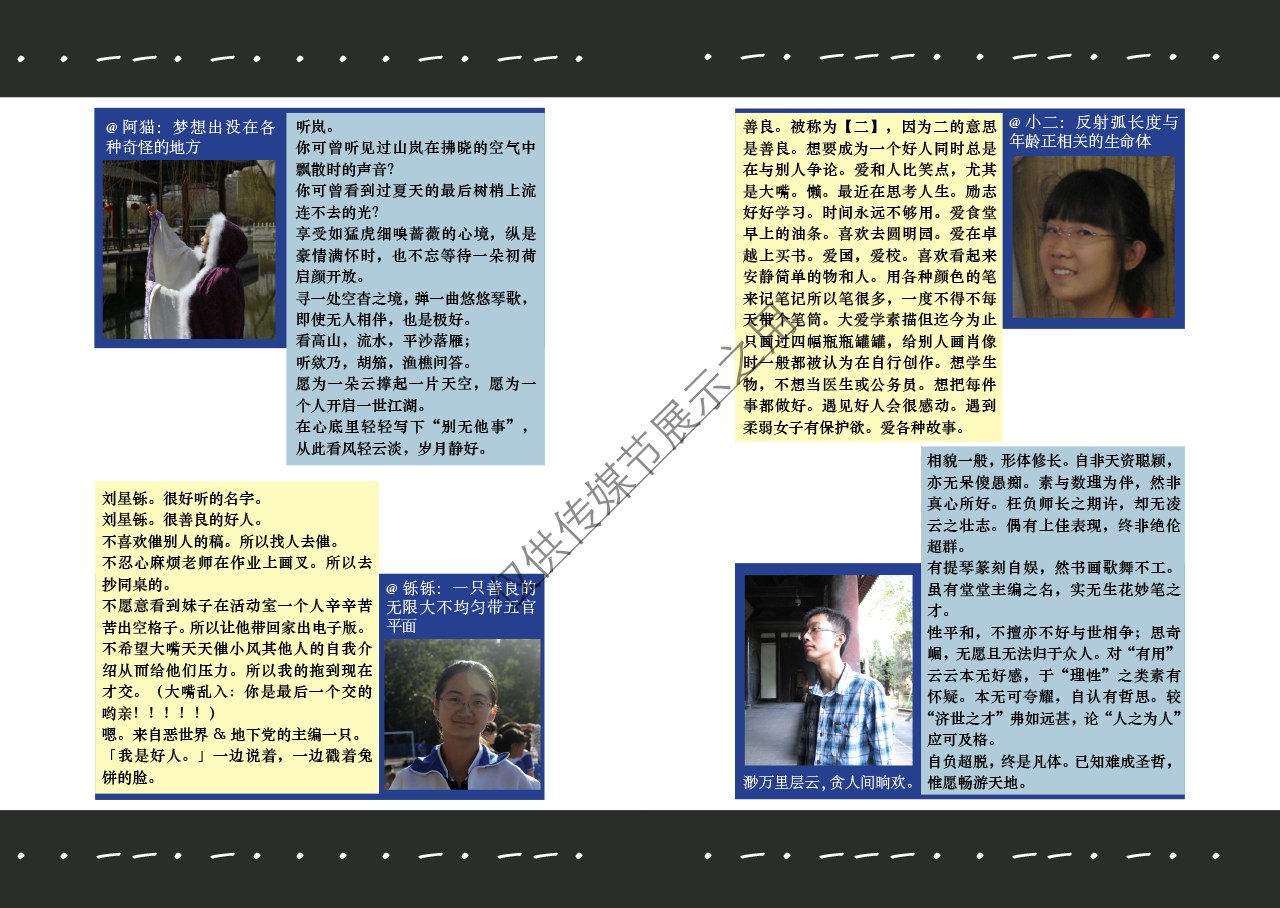 @ 阿猫：梦想出没在各
种奇怪的地方
听岚。
你可曾听见过山岚在拂晓的空气中
飘散时的声音？
你可曾看到过夏天的最后树梢上流
连不去的光？
享受如猛虎细嗅蔷薇的心境，纵是
豪情满怀时，也不忘等待一朵初荷
启颜开放。
寻一处空杳之境，弹一曲悠悠琴歌，
即使无人相伴，也是极好。
看高山，流水，平沙落雁；
听欸乃，胡笳，渔樵问答。
愿为一朵云撑起一片天空，愿为一
个人开启一世江湖。
在心底里轻轻写下“别无他事”，
从此看风轻云淡，岁月静好。
刘星铄。很好听的名字。
刘星铄。很善良的好人。
不喜欢催别人的稿。所以找人去催。
不忍心麻烦老师在作业上画叉。所以去
抄同桌的。
不愿意看到妹子在活动室一个人辛辛苦
苦出空格子。所以让他带回家出电子版。
不希望大嘴天天催小风其他人的自我介
绍从而给他们压力。所以我的拖到现在
才交。（大嘴乱入：你是最后一个交的
哟亲！！！！！）
嗯。来自恶世界 & 地下党的主编一只。
「我是好人。」一边说着，一边戳着兔
饼的脸。
@ 铄铄：一只善良的
无限大不均匀带五官
平面
善良。被称为【二】，因为二的意思
是善良。想要成为一个好人同时总是
在与别人争论。爱和人比笑点，尤其
是大嘴。懒。最近在思考人生。励志
好好学习。时间永远不够用。爱食堂
早上的油条。喜欢去圆明园。爱在卓
越上买书。爱国，爱校。喜欢看起来
安静简单的物和人。用各种颜色的笔
来记笔记所以笔很多，一度不得不每
天带个笔筒。大爱学素描但迄今为止
只画过四幅瓶瓶罐罐，给别人画肖像
时一般都被认为在自行创作。想学生
物，不想当医生或公务员。想把每件
事都做好。遇见好人会很感动。遇到
柔弱女子有保护欲。爱各种故事。
@ 小二：反射弧长度与
年龄正相关的生命体
相貌一般，形体修长。自非天资聪颖，
亦无呆傻愚痴。素与数理为伴，然非
真心所好。枉负师长之期许，却无凌
云之壮志。偶有上佳表现，终非绝伦
超群。
有提琴篆刻自娱，然书画歌舞不工。
虽有堂堂主编之名，实无生花妙笔之
才。
性平和，不擅亦不好与世相争；思奇
崛，无愿且无法归于众人。对“有用”
云云本无好感，于“理性”之类素有
怀疑。本无可夸耀，自认有哲思。较
“济世之才”弗如远甚，论“人之为人”
应可及格。
自负超脱，终是凡体。已知难成圣哲，
惟愿畅游天地。
渺万里层云，贪人间晌欢。
仅供传媒节展示之用